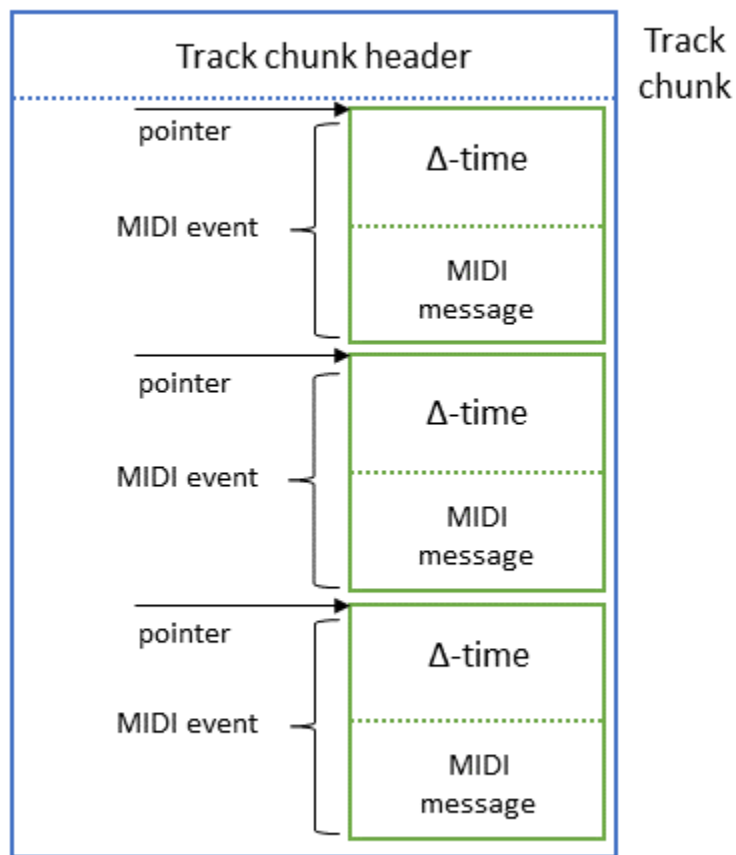 Track chunk header
Track
chunk
pointer
Δ-time
MIDI event
MIDI
message
pointer
Δ-time
MIDI event
MIDI
message
pointer
Δ-time
MIDI event
MIDI
message